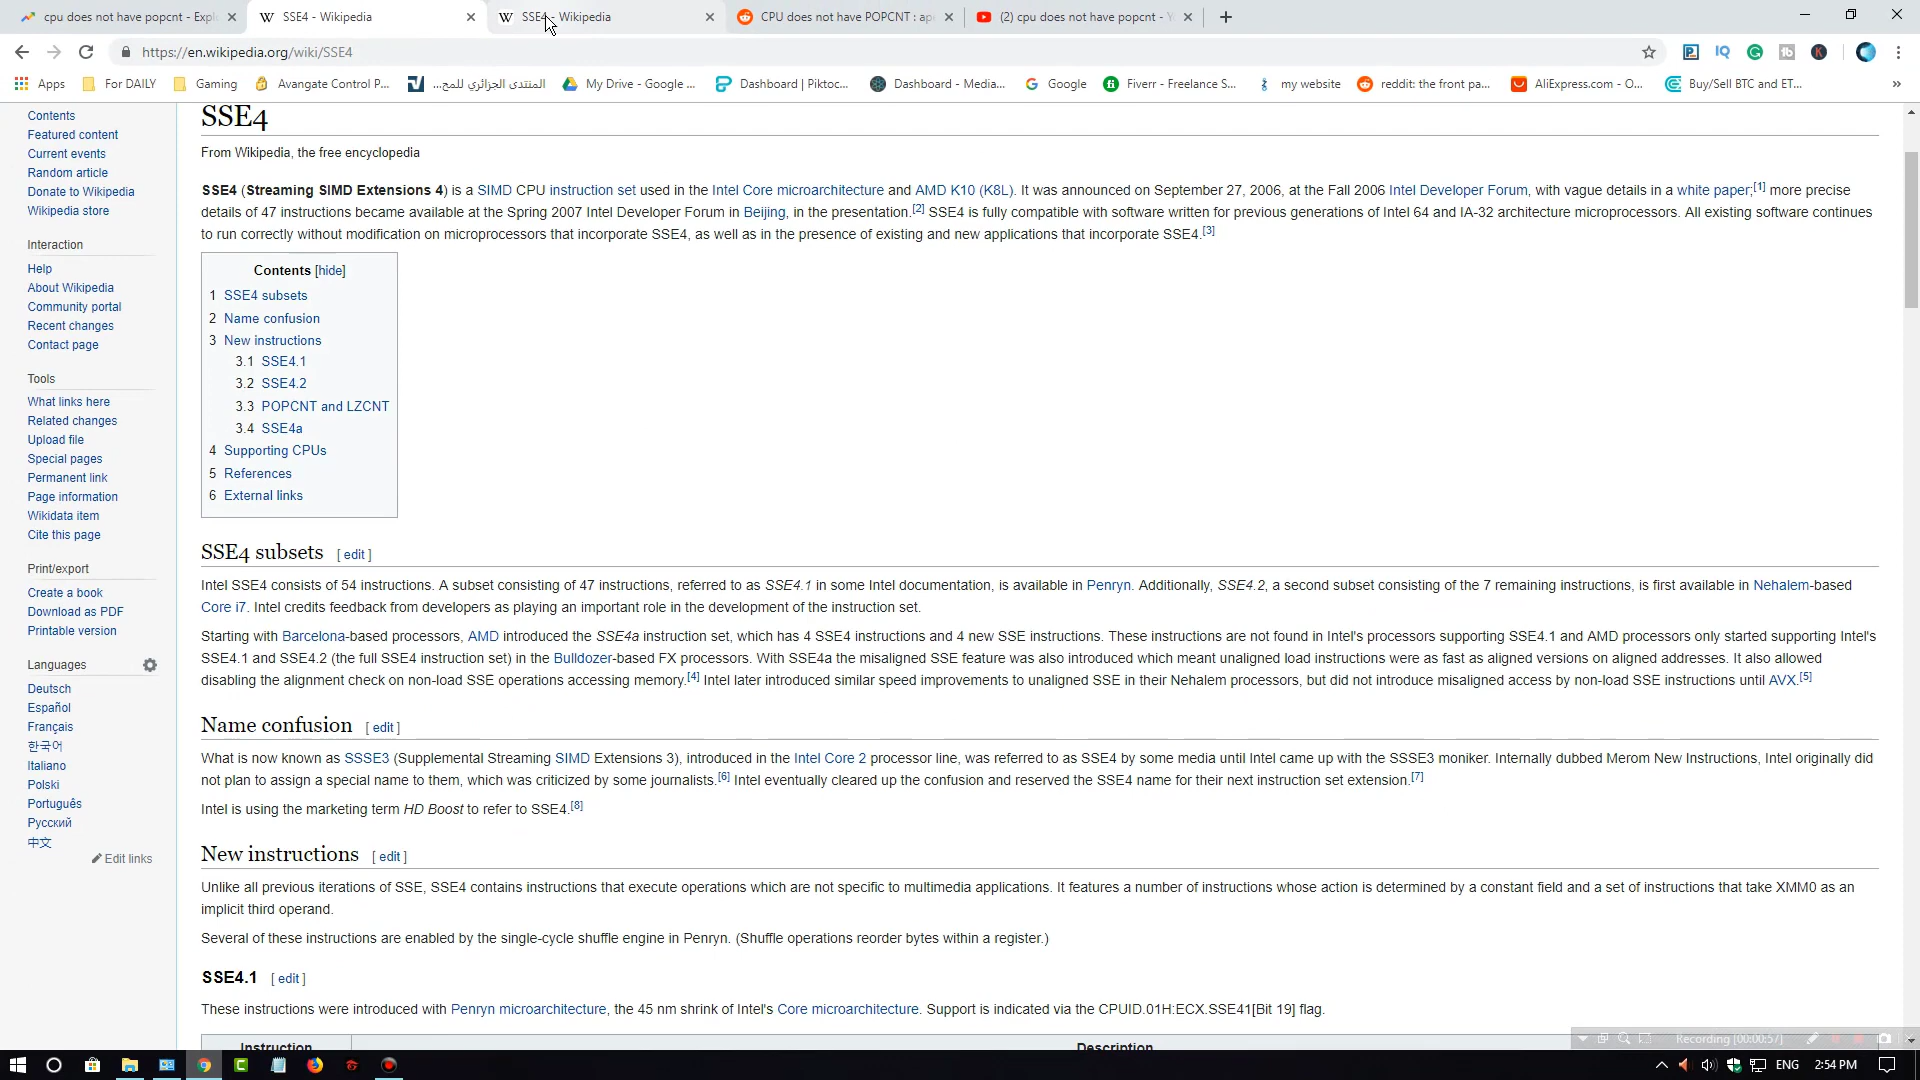 cpu does not have popcnt - Expl
SSE4 - Wikipedia
SSE4 - Wikipedia
CPU does not have POPCNT : ap
(2) cpu does not have popcnt - Y
https://en.wikipedia.org/wiki/SSE4
Apps
For DAILY
Gaming
Avangate Control P...
المنتدى الجزائري للمح...
My Drive - Google ...
Dashboard | Piktoc...
Dashboard - Media...
Google
Fiverr - Freelance S...
my website
reddit: the front pa...
AliExpress.com - O...
Buy/Sell BTC and ET...
»
Contents
Featured content
Current events
Random article
Donate to Wikipedia
Wikipedia store
Interaction
Help
About Wikipedia
Community portal
Recent changes
Contact page
Tools
What links here
Related changes
Upload file
Special pages
Permanent link
Page information
Wikidata item
Cite this page
Print/export
Create a book
Download as PDF
Printable version
Languages
Deutsch
Español
Français
한국어
Italiano
Polski
Português
Русский
中文
Edit links
SSE4
From Wikipedia, the free encyclopedia
SSE4 (Streaming SIMD Extensions 4) is a SIMD CPU instruction set used in the Intel Core microarchitecture and AMD K10 (K8L). It was announced on September 27, 2006, at the Fall 2006 Intel Developer Forum, with vague details in a white paper;[1] more precise
details of 47 instructions became available at the Spring 2007 Intel Developer Forum in Beijing, in the presentation.[2] SSE4 is fully compatible with software written for previous generations of Intel 64 and IA-32 architecture microprocessors. All existing software continues
to run correctly without modification on microprocessors that incorporate SSE4, as well as in the presence of existing and new applications that incorporate SSE4.[3]
Contents [hide]
1 SSE4 subsets
2 Name confusion
3 New instructions
3.1 SSE4.1
3.2 SSE4.2
3.3 POPCNT and LZCNT
3.4 SSE4a
4 Supporting CPUs
5 References
6 External links
SSE4 subsets [ edit ]
Intel SSE4 consists of 54 instructions. A subset consisting of 47 instructions, referred to as SSE4.1 in some Intel documentation, is available in Penryn. Additionally, SSE4.2, a second subset consisting of the 7 remaining instructions, is first available in Nehalem-based
Core i7. Intel credits feedback from developers as playing an important role in the development of the instruction set.
Starting with Barcelona-based processors, AMD introduced the SSE4a instruction set, which has 4 SSE4 instructions and 4 new SSE instructions. These instructions are not found in Intel's processors supporting SSE4.1 and AMD processors only started supporting Intel's
SSE4.1 and SSE4.2 (the full SSE4 instruction set) in the Bulldozer-based FX processors. With SSE4a the misaligned SSE feature was also introduced which meant unaligned load instructions were as fast as aligned versions on aligned addresses. It also allowed
disabling the alignment check on non-load SSE operations accessing memory.[4] Intel later introduced similar speed improvements to unaligned SSE in their Nehalem processors, but did not introduce misaligned access by non-load SSE instructions until AVX.[5]
Name confusion [ edit ]
What is now known as SSSE3 (Supplemental Streaming SIMD Extensions 3), introduced in the Intel Core 2 processor line, was referred to as SSE4 by some media until Intel came up with the SSSE3 moniker. Internally dubbed Merom New Instructions, Intel originally did
not plan to assign a special name to them, which was criticized by some journalists.[6] Intel eventually cleared up the confusion and reserved the SSE4 name for their next instruction set extension.[7]
Intel is using the marketing term HD Boost to refer to SSE4.[8]
New instructions [ edit ]
Unlike all previous iterations of SSE, SSE4 contains instructions that execute operations which are not specific to multimedia applications. It features a number of instructions whose action is determined by a constant field and a set of instructions that take XMM0 as an
implicit third operand.
Several of these instructions are enabled by the single-cycle shuffle engine in Penryn. (Shuffle operations reorder bytes within a register.)
SSE4.1 [ edit ]
These instructions were introduced with Penryn microarchitecture, the 45 nm shrink of Intel's Core microarchitecture. Support is indicated via the CPUID.01H:ECX.SSE41[Bit 19] flag.
Instruction
Description
Recording [00:00:57]
ENG
2:54 PM